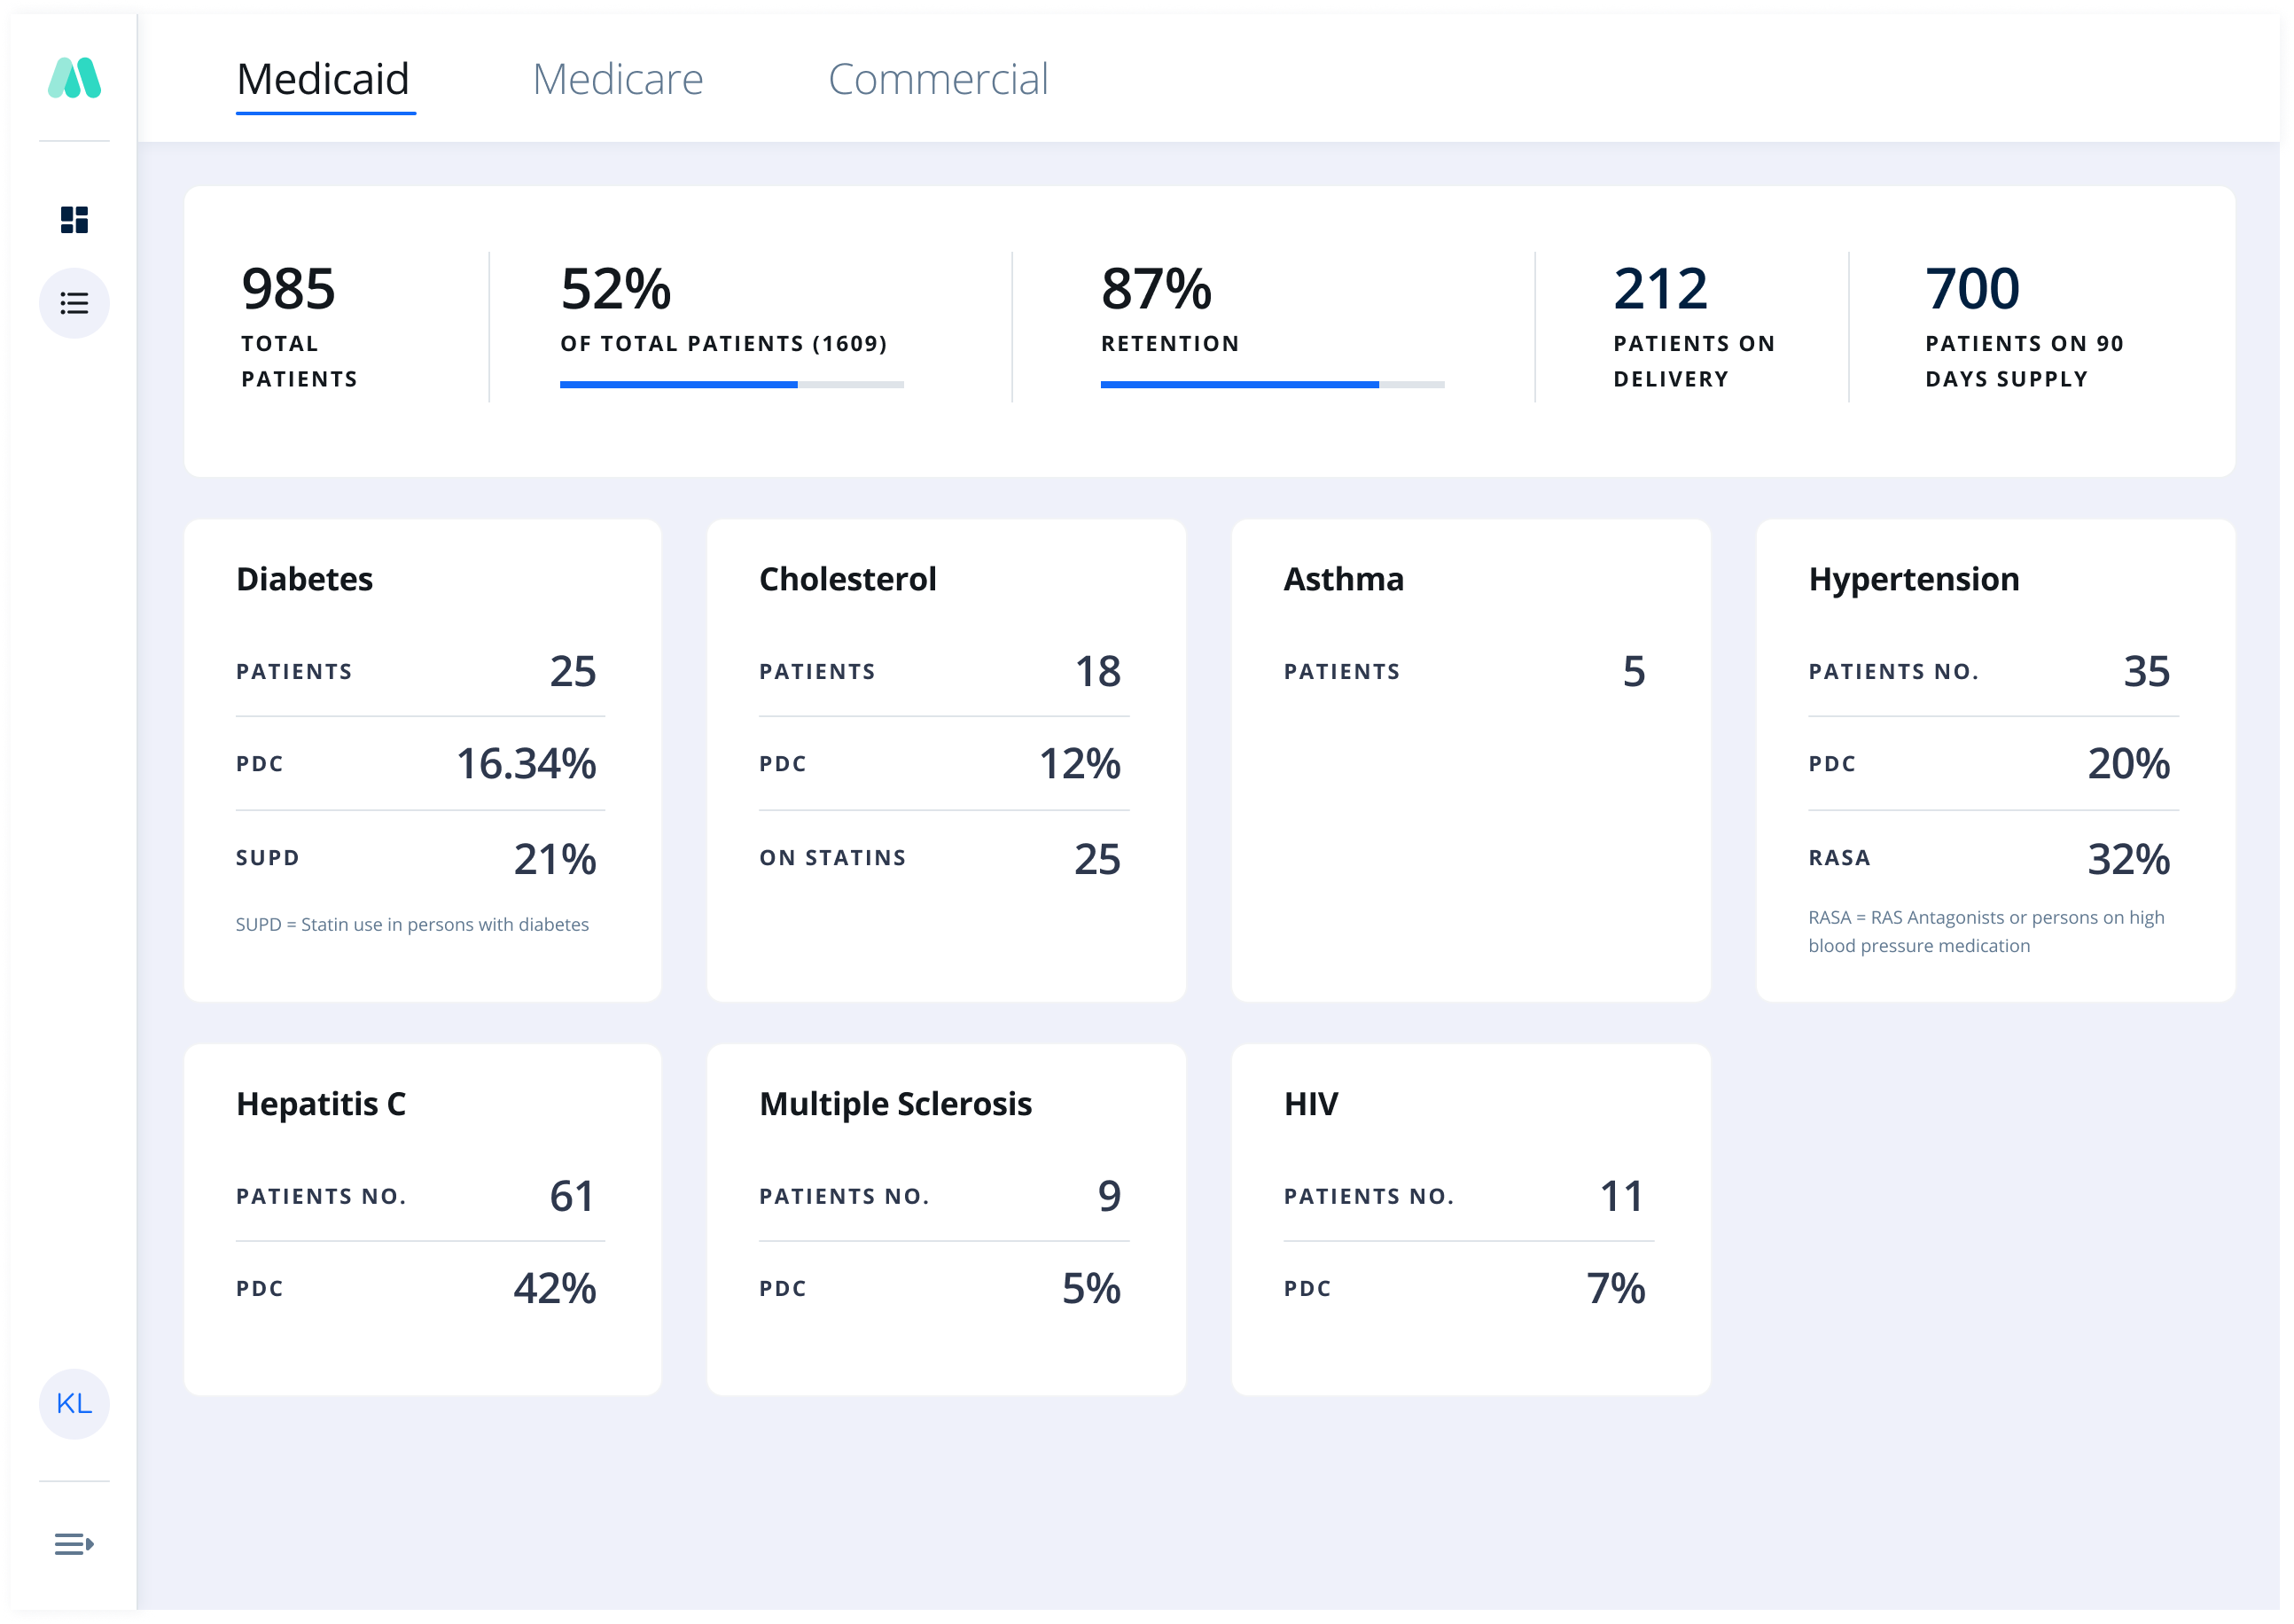 Medicaid Medicare Commercial
985
TOTAL
PATIENTS
52%
OF TOTAL PATIENTS (1609)
87%
RETENTION
212
PATIENTS ON
DELIVERY
700
PATIENTS ON 90
DAYS SUPPLY
Diabetes
PATIENTS 25
PDC 16.34%
SUPD 21%
SUPD = Statin use in persons with diabetes
Cholesterol
PATIENTS 18
PDC 12%
ON STATINS 25
Asthma
PATIENTS 5
Hypertension
PATIENTS NO. 35
PDC 20%
RASA 32%
RASA = RAS Antagonists or persons on high
blood pressure medication
Hepatitis C
PATIENTS NO. 61
PDC 42%
Multiple Sclerosis
PATIENTS NO. 9
PDC 5%
HIV
PATIENTS NO. 11
PDC 7%
KL